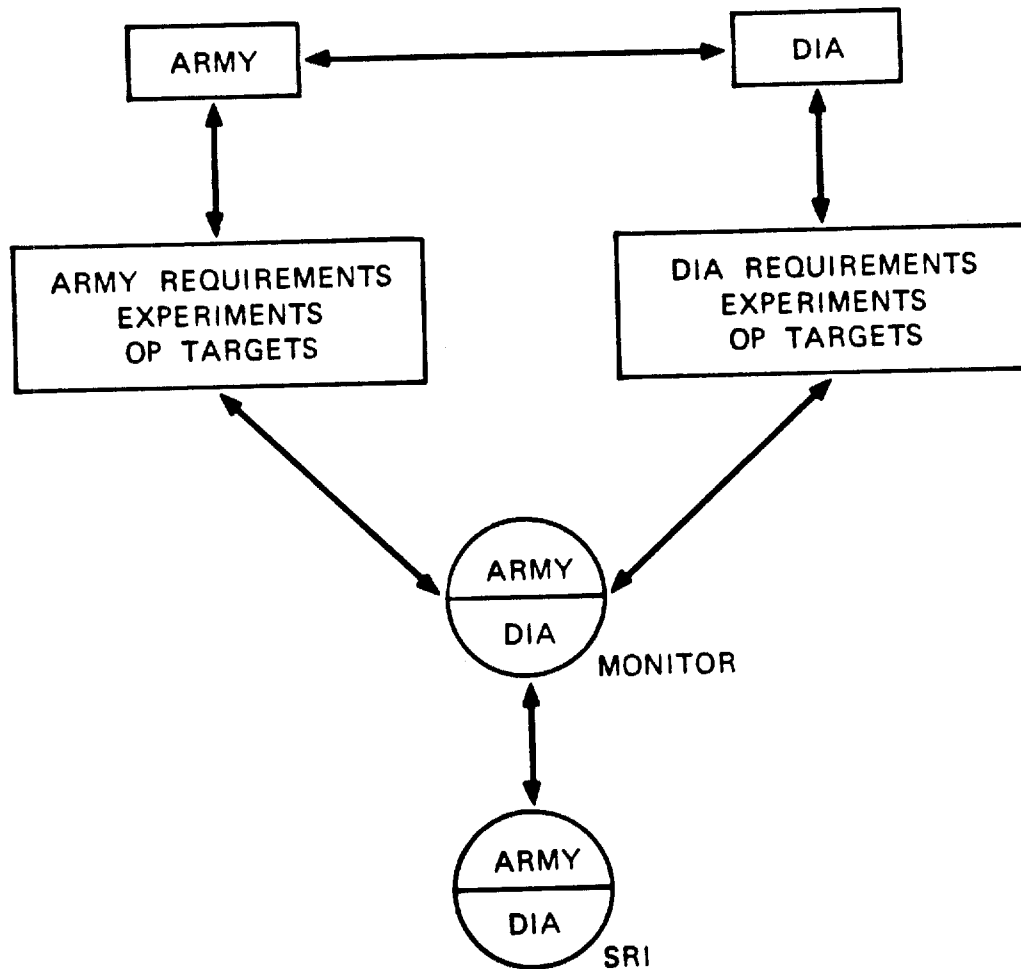 ARMY
DIA
ARMY REQUIREMENTS
EXPERIMENTS
OP TARGETS
DIA REQUIREMENTS
EXPERIMENTS
OP TARGETS
ARMY
DIA
MONITOR
ARMY
DIA
SRI